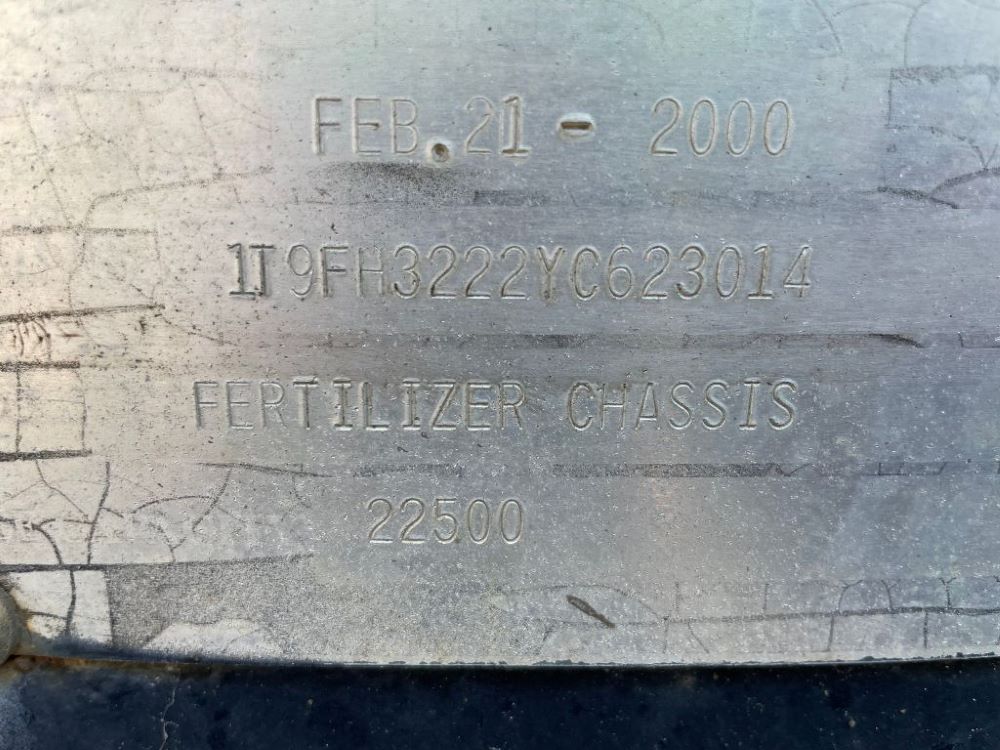 FEB.21 - 2000
1T9FH3222YC623014
FERTILIZER CHASSIS
22500